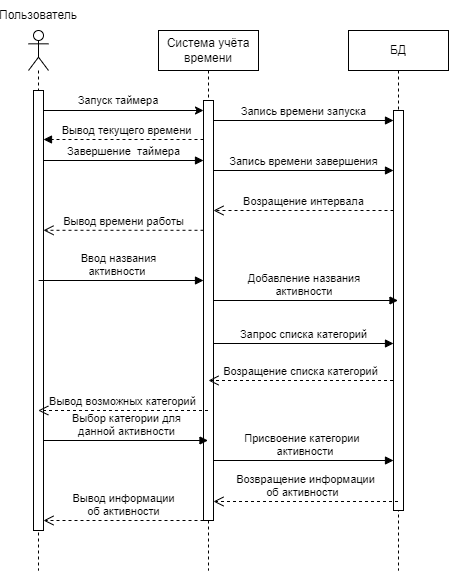 Пользователь
Система учёта
времени
БД
Запуск таймера
Запись времени запуска
Вывод текущего времени
Завершение таймера
Запись времени завершения
Возращение интервала
Вывод времени работы
Ввод названия
активности
Добавление названия
активности
Запрос списка категорий
Возращение списка категорий
Вывод возможных категорий
Выбор категории для
данной активности
Присвоение категории
активности
Возвращение информации
об активности
Вывод информации
об активности